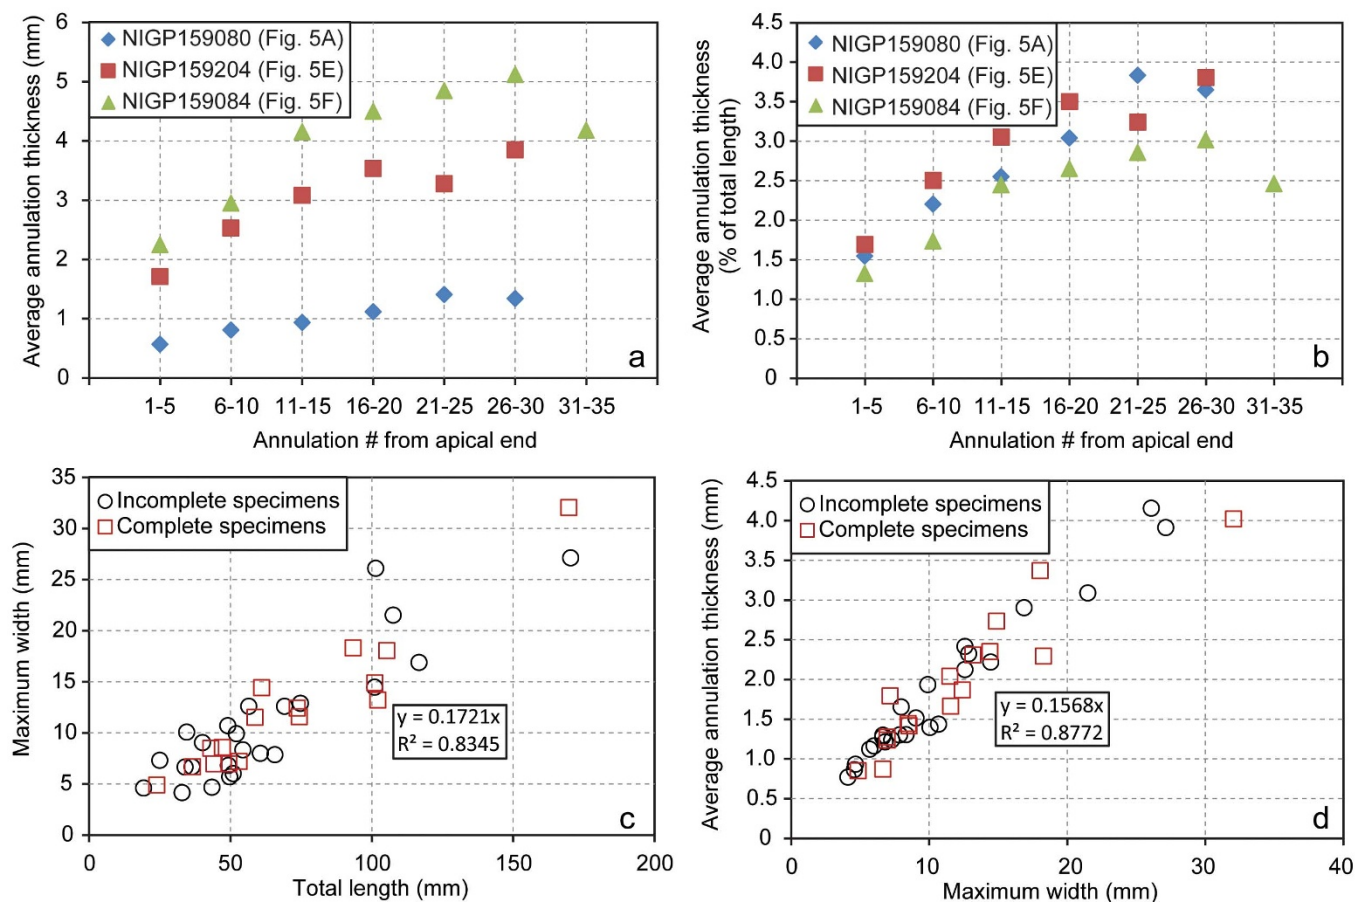 6
5
4
3
2
1
0
Average annulation thickness (mm)
NIGP159080 (Fig. 5A)
NIGP159204 (Fig. 5E)
NIGP159084 (Fig. 5F)
a
1-5 6-10 11-15 16-20 21-25 26-30 31-35
Annulation # from apical end
4.5
4.0
3.5
3.0
2.5
2.0
1.5
1.0
0.5
0.0
Average annulation thickness
(% of total length)
NIGP159080 (Fig. 5A)
NIGP159204 (Fig. 5E)
NIGP159084 (Fig. 5F)
b
1-5 6-10 11-15 16-20 21-25 26-30 31-35
Annulation # from apical end
35
30
25
20
15
10
5
0
Maximum width (mm)
Incomplete specimens
Complete specimens
y = 0.1721x
R² = 0.8345
c
0 50 100 150 200
Total length (mm)
4.5
4.0
3.5
3.0
2.5
2.0
1.5
1.0
0.5
0.0
Average annulation thickness (mm)
Incomplete specimens
Complete specimens
y = 0.1568x
R² = 0.8772
d
0 10 20 30 40
Maximum width (mm)